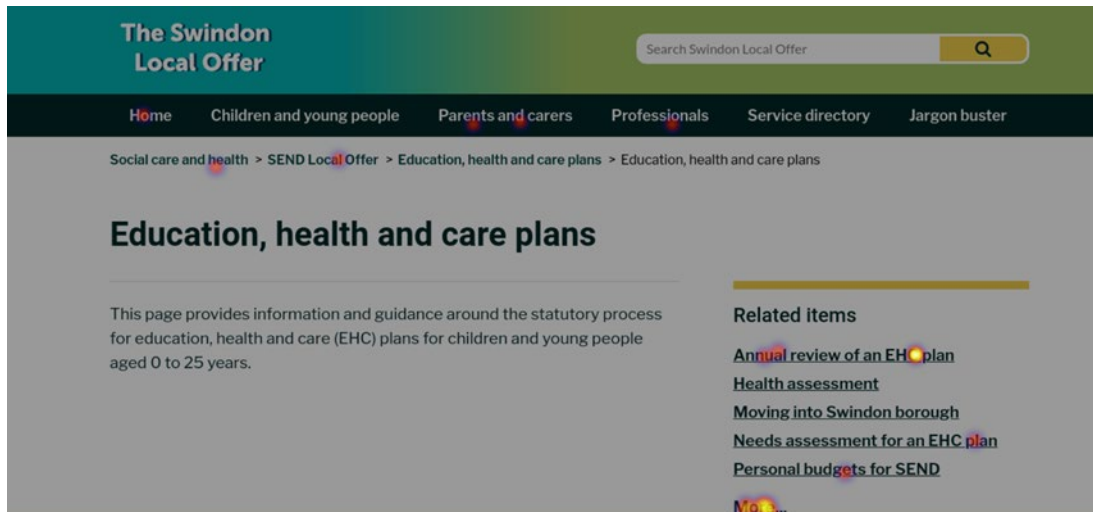 The Swindon
Local Offer
Search Swindon Local Offer
Home Children and young people Parents and carers Professionals Service directory Jargon buster
Social care and health > SEND Local Offer > Education, health and care plans > Education, health and care plans
Education, health and care plans
This page provides information and guidance around the statutory process
for education, health and care (EHC) plans for children and young people
aged 0 to 25 years.
Related items
Annual review of an EHC plan
Health assessment
Moving into Swindon borough
Needs assessment for an EHC plan
Personal budgets for SEND
More...